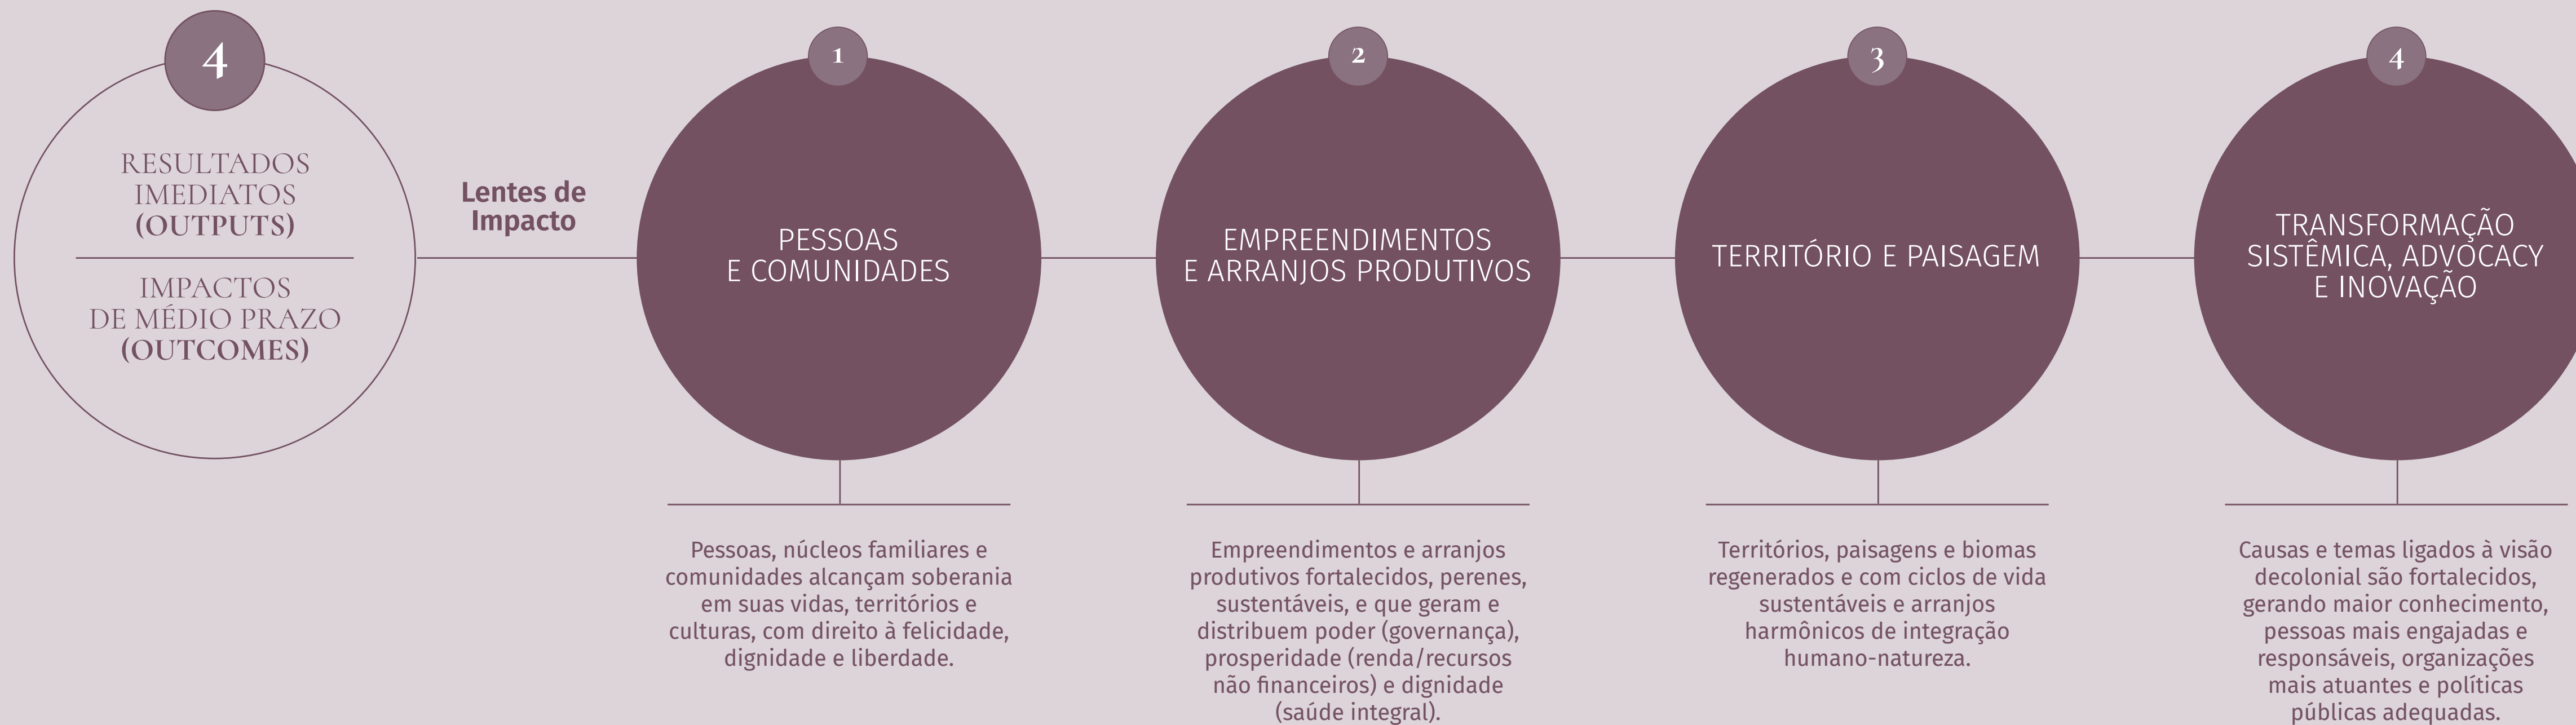 4
RESULTADOS
IMEDIATOS
(OUTPUTS)
IMPACTOS
DE MÉDIO PRAZO
(OUTCOMES)
Lentes de
Impacto
1
PESSOAS
E COMUNIDADES
Pessoas, núcleos familiares e
comunidades alcançam soberania
em suas vidas, territórios e
culturas, com direito à felicidade,
dignidade e liberdade.
2
EMPREENDIMENTOS
E ARRANJOS PRODUTIVOS
Empreendimentos e arranjos
produtivos fortalecidos, perenes,
sustentáveis, e que geram e
distribuem poder (governança),
prosperidade (renda/recursos
não financeiros) e dignidade
(saúde integral).
3
TERRITÓRIO E PAISAGEM
Territórios, paisagens e biomas
regenerados e com ciclos de vida
sustentáveis e arranjos
harmônicos de integração
humano-natureza.
4
TRANSFORMAÇÃO
SISTÊMICA, ADVOCACY
E INOVAÇÃO
Causas e temas ligados à visão
decolonial são fortalecidos,
gerando maior conhecimento,
pessoas mais engajadas e
responsáveis, organizações
mais atuantes e políticas
públicas adequadas.